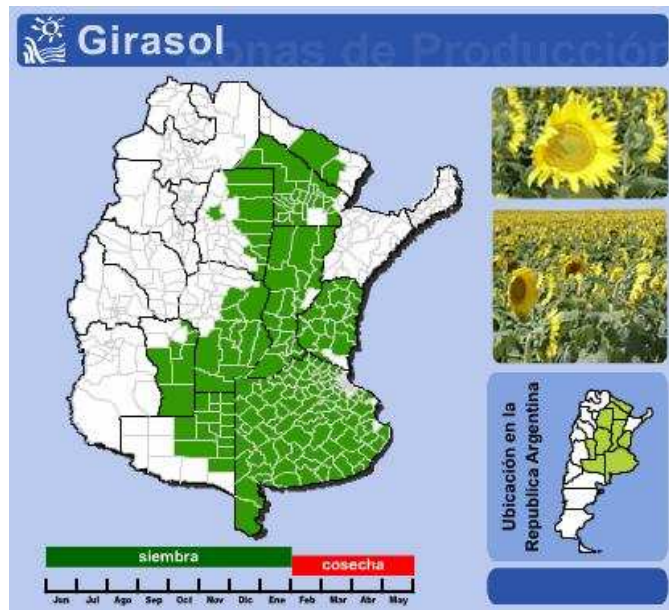 Girasol
Zonas de Producción
Ubicación en la
Republica Argentina
siembra
cosecha
Jun Jul Ago Sep Oct Nov Dic Ene Feb Mar Abr May